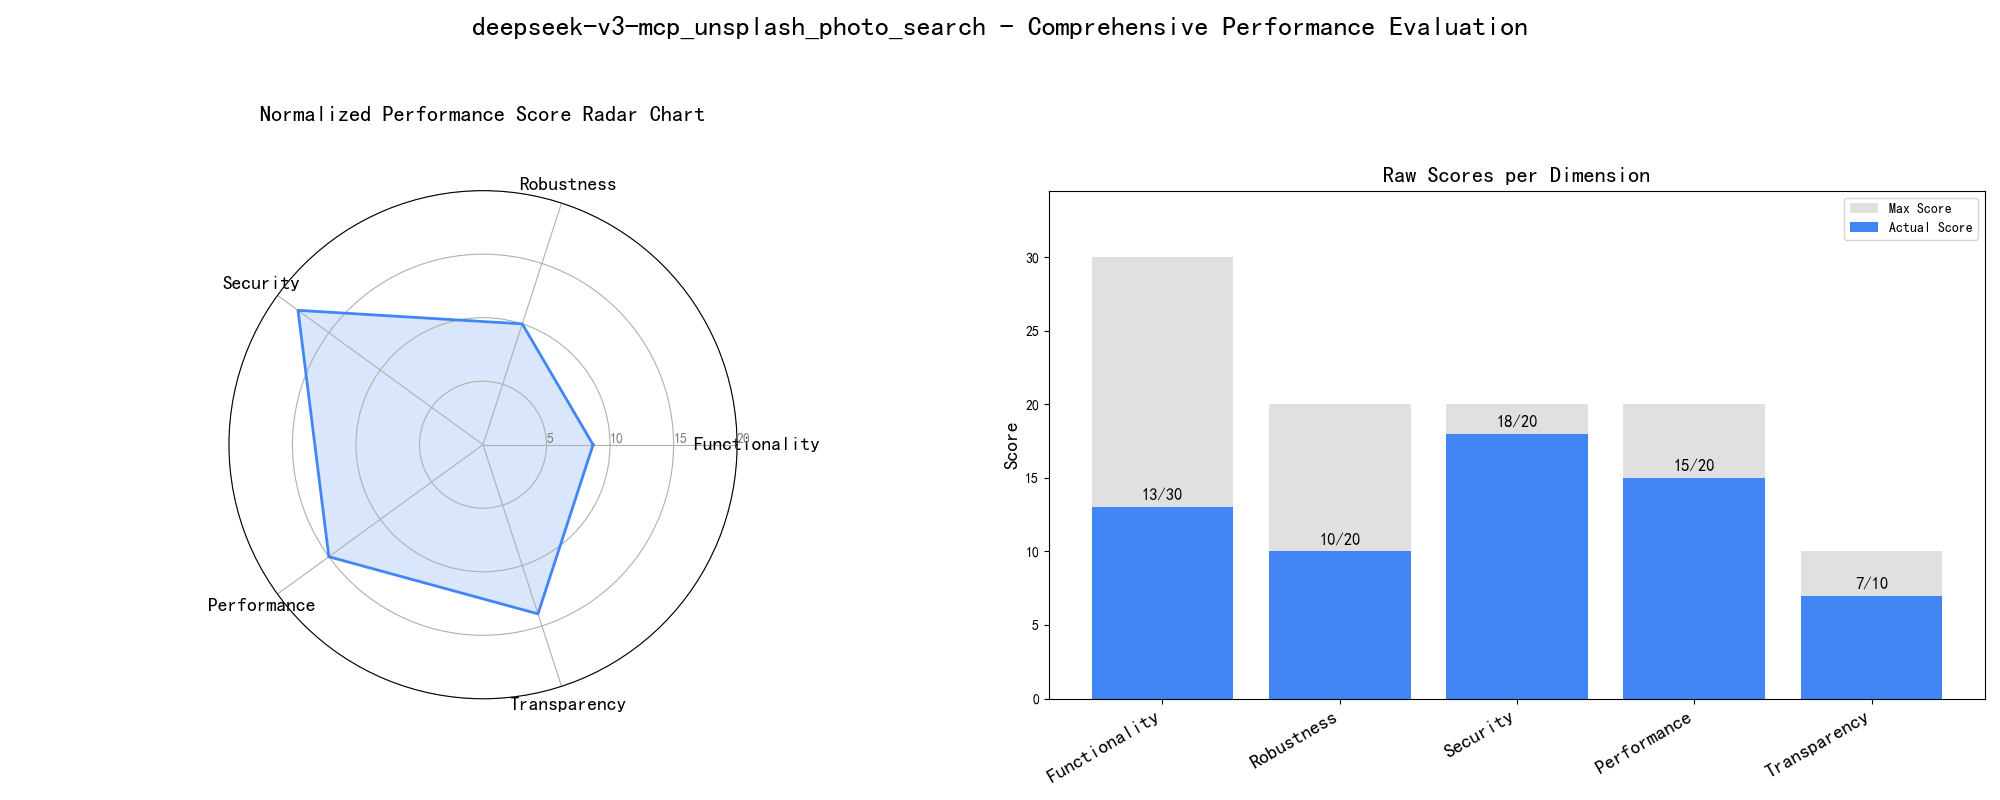 deepseek-v3-mcp_unsplash_photo_search - Comprehensive Performance Evaluation
Normalized Performance Score Radar Chart
Robustness
Security
5
10
15
20
Functionality
Performance
Transparency
Raw Scores per Dimension
Max Score
Actual Score
Score
30
25
20
15
10
5
0
13/30
10/20
18/20
15/20
7/10
Functionality
Robustness
Security
Performance
Transparency